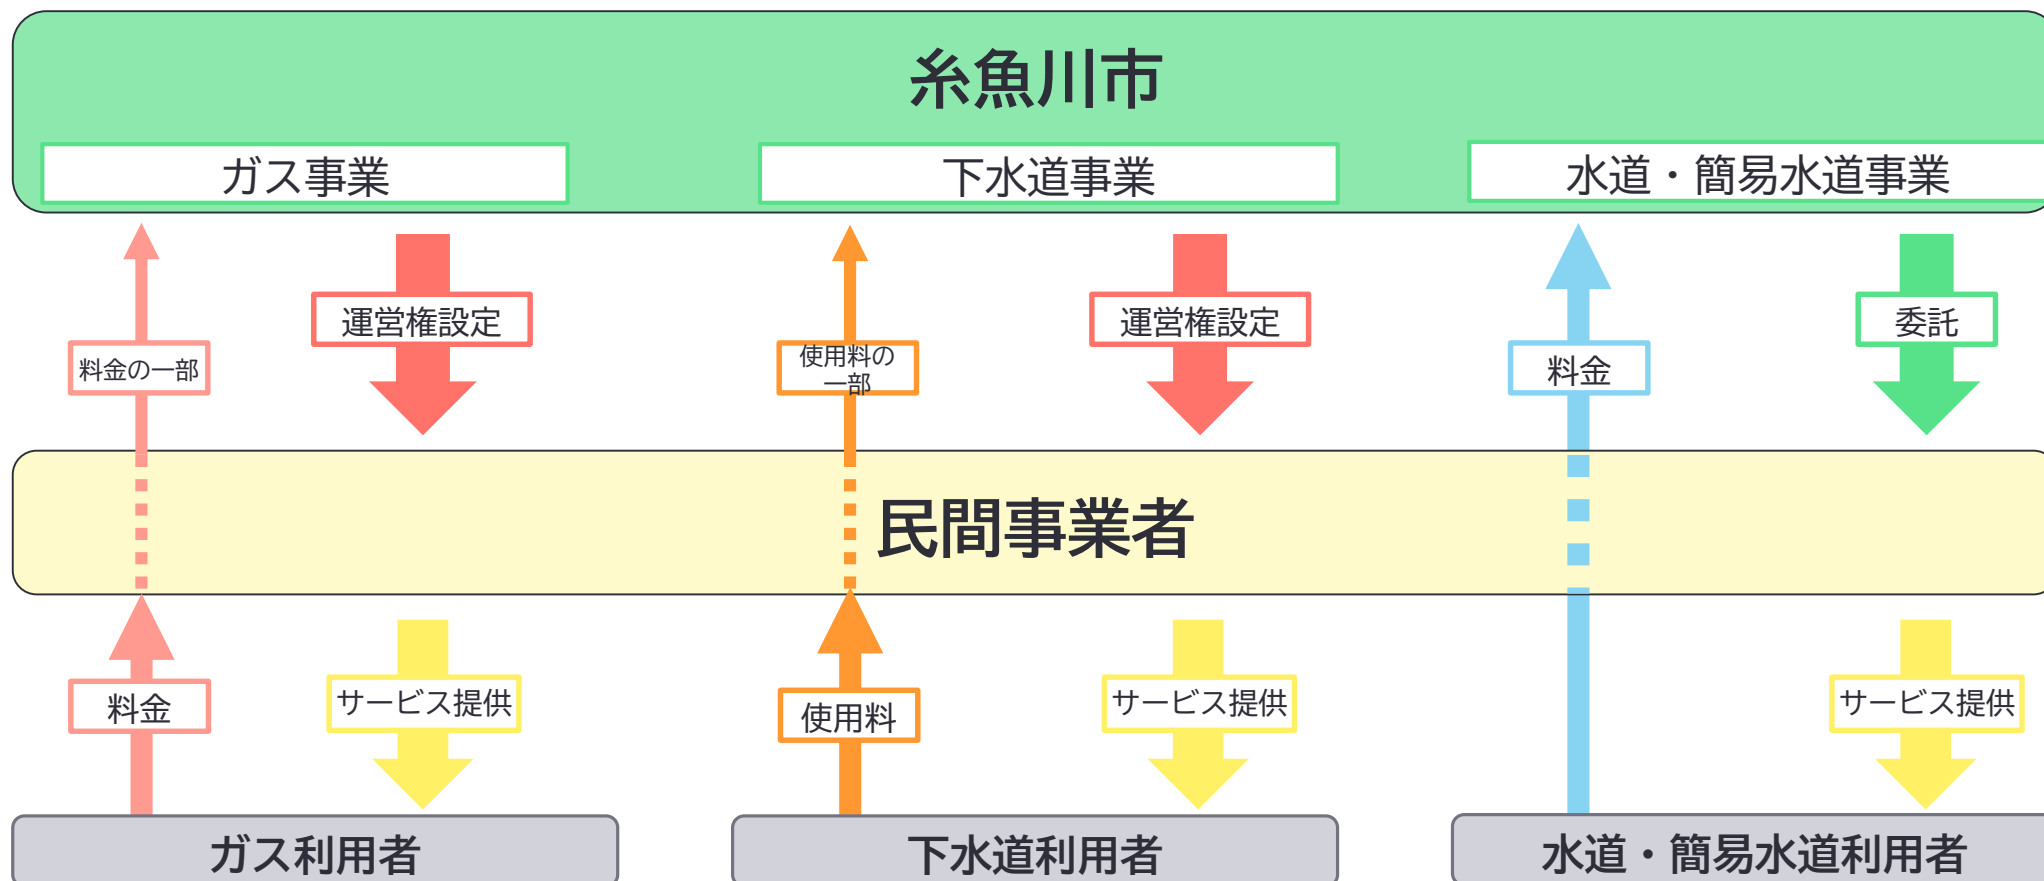 糸魚川市
ガス事業
下水道事業
水道・簡易水道事業
運営権設定
運営権設定
委託
料金の一部
使用料の
一部
料金
民間事業者
料金
サービス提供
使用料
サービス提供
サービス提供
ガス利用者
下水道利用者
水道・簡易水道利用者